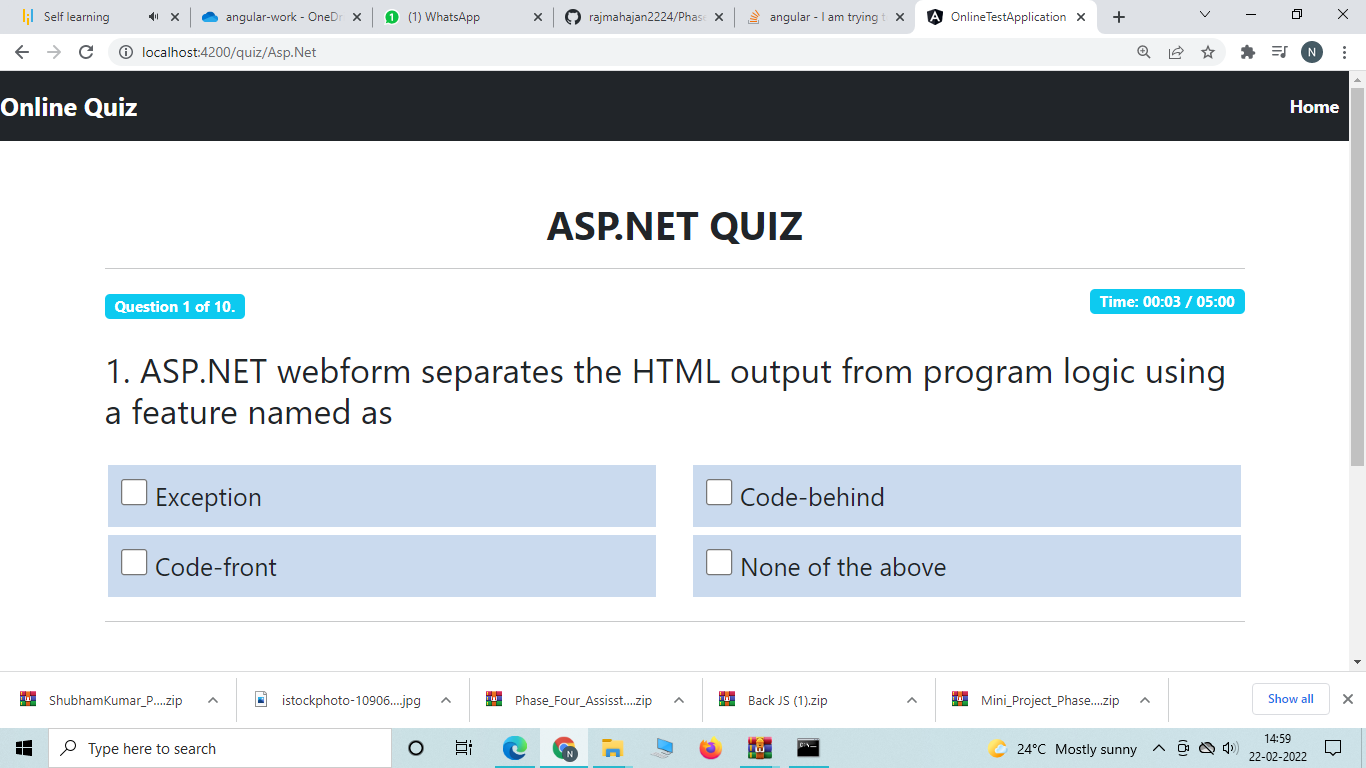 Self learning
angular-work - OneDr
(1) WhatsApp
rajmahajan2224/Phase
angular - I am trying t
OnlineTestApplication
localhost:4200/quiz/Asp.Net
N
Online Quiz
Home
ASP.NET QUIZ
Question 1 of 10.
Time: 00:03 / 05:00
1. ASP.NET webform separates the HTML output from program logic using
a feature named as
Exception
Code-behind
Code-front
None of the above
ShubhamKumar_P....zip
istockphoto-10906....jpg
Phase_Four_Assisst....zip
Back JS (1).zip
Mini_Project_Phase....zip
Show all
Type here to search
N
24°C Mostly sunny
14:59
22-02-2022